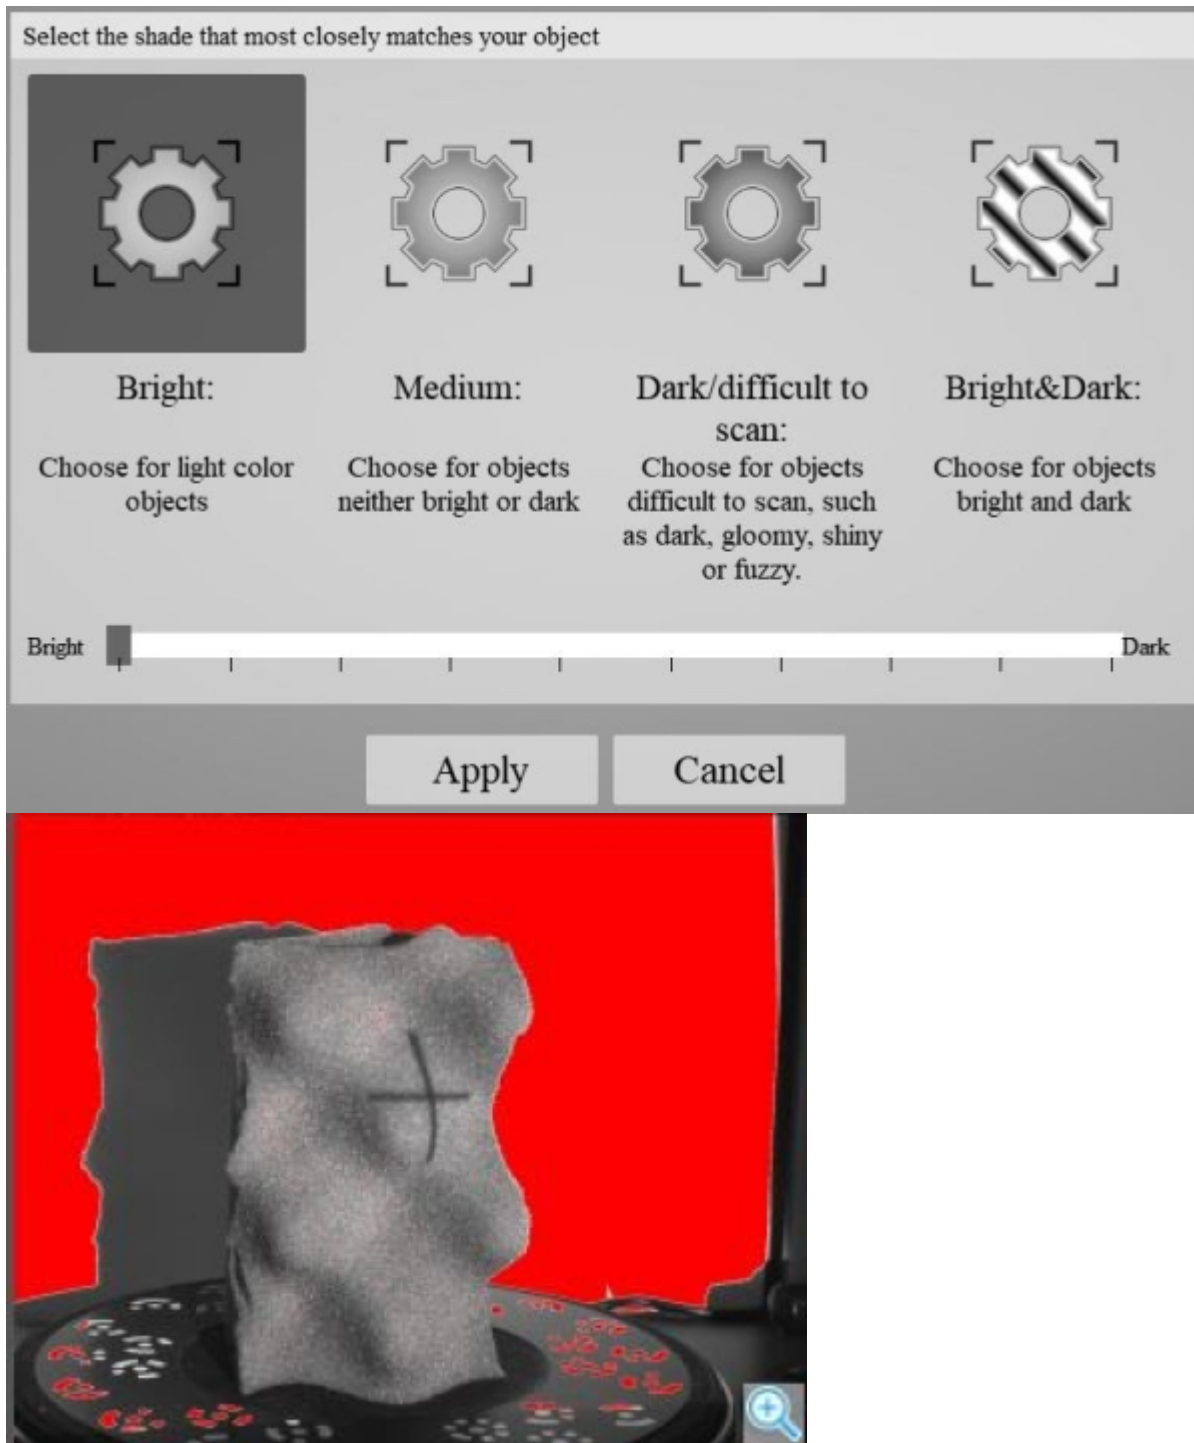 Select the shade that most closely matches your object
Bright:
Choose for light color
objects
Medium:
Choose for objects
neither bright or dark
Dark/difficult to
scan:
Choose for objects
difficult to scan, such
as dark, gloomy, shiny
or fuzzy.
Bright&Dark:
Choose for objects
bright and dark
Bright
Dark
Apply
Cancel